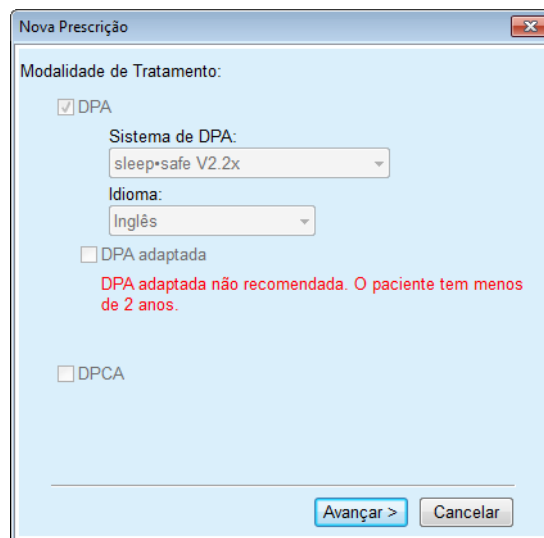 Nova Prescrição
Modalidade de Tratamento:
DPA
Sistema de DPA:
sleep•safe V2.2x
Idioma:
Inglês
DPA adaptada
DPA adaptada não recomendada. O paciente tem menos
de 2 anos.
DPCA
Avançar >
Cancelar